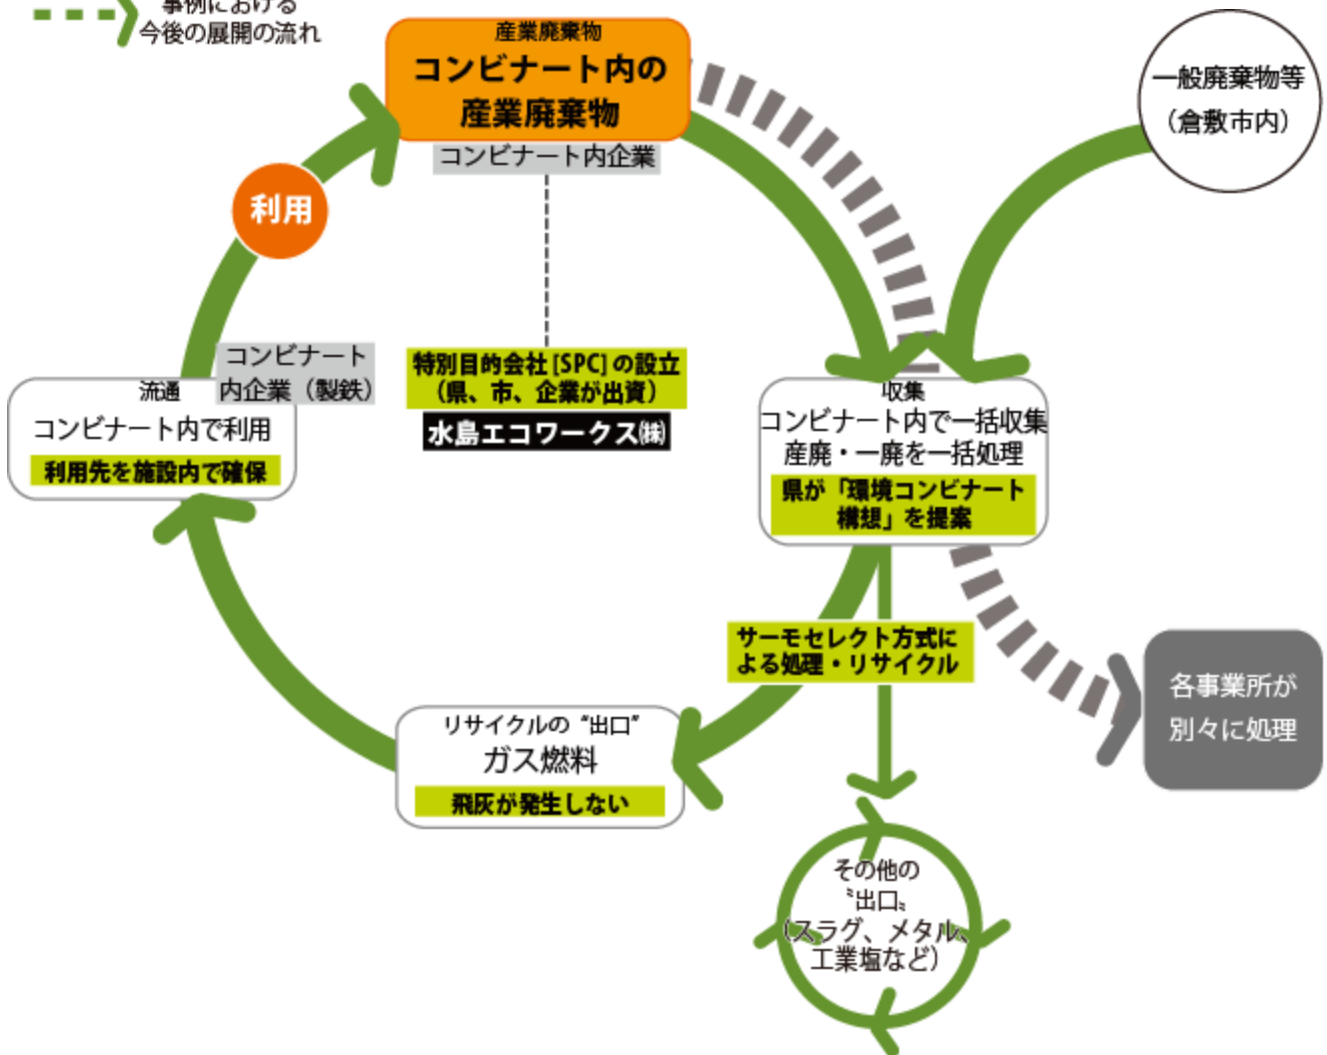 事例における
今後の展開の流れ
産業廃棄物
コンビナート内の
産業廃棄物
コンビナート内企業
一般廃棄物等
（倉敷市内）
利用
コンビナート
内企業（製鉄）
流通
コンビナート内で利用
利用先を施設内で確保
特別目的会社[SPC]の設立
（県、市、企業が出資）
水島エコワークス㈱
収集
コンビナート内で一括収集
産廃・一廃を一括処理
県が「環境コンビナート
構想」を提案
サーモセレクト方式に
よる処理・リサイクル
各事業所が
別々に処理
リサイクルの“出口”
ガス燃料
飛灰が発生しない
その他の
〝出口〟
（スラグ、メタル、
工業塩など）